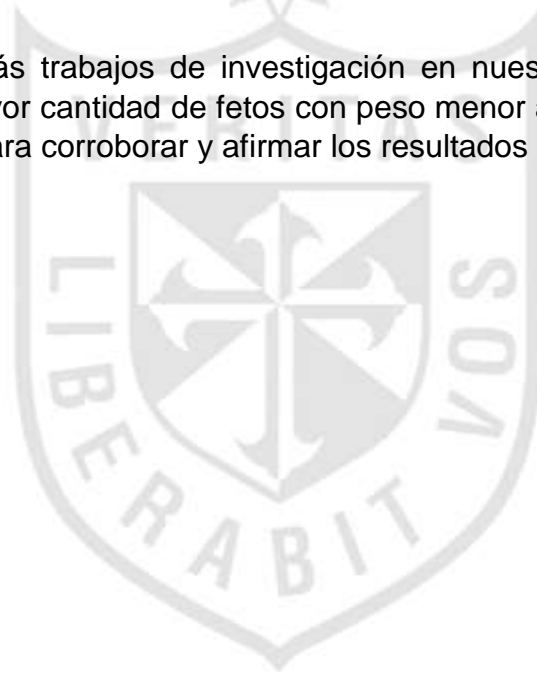 ás trabajos de investigación en nues
yor cantidad de fetos con peso menor a
ara corroborar y afirmar los resultados
VERITAS
LIBERABIT VOS